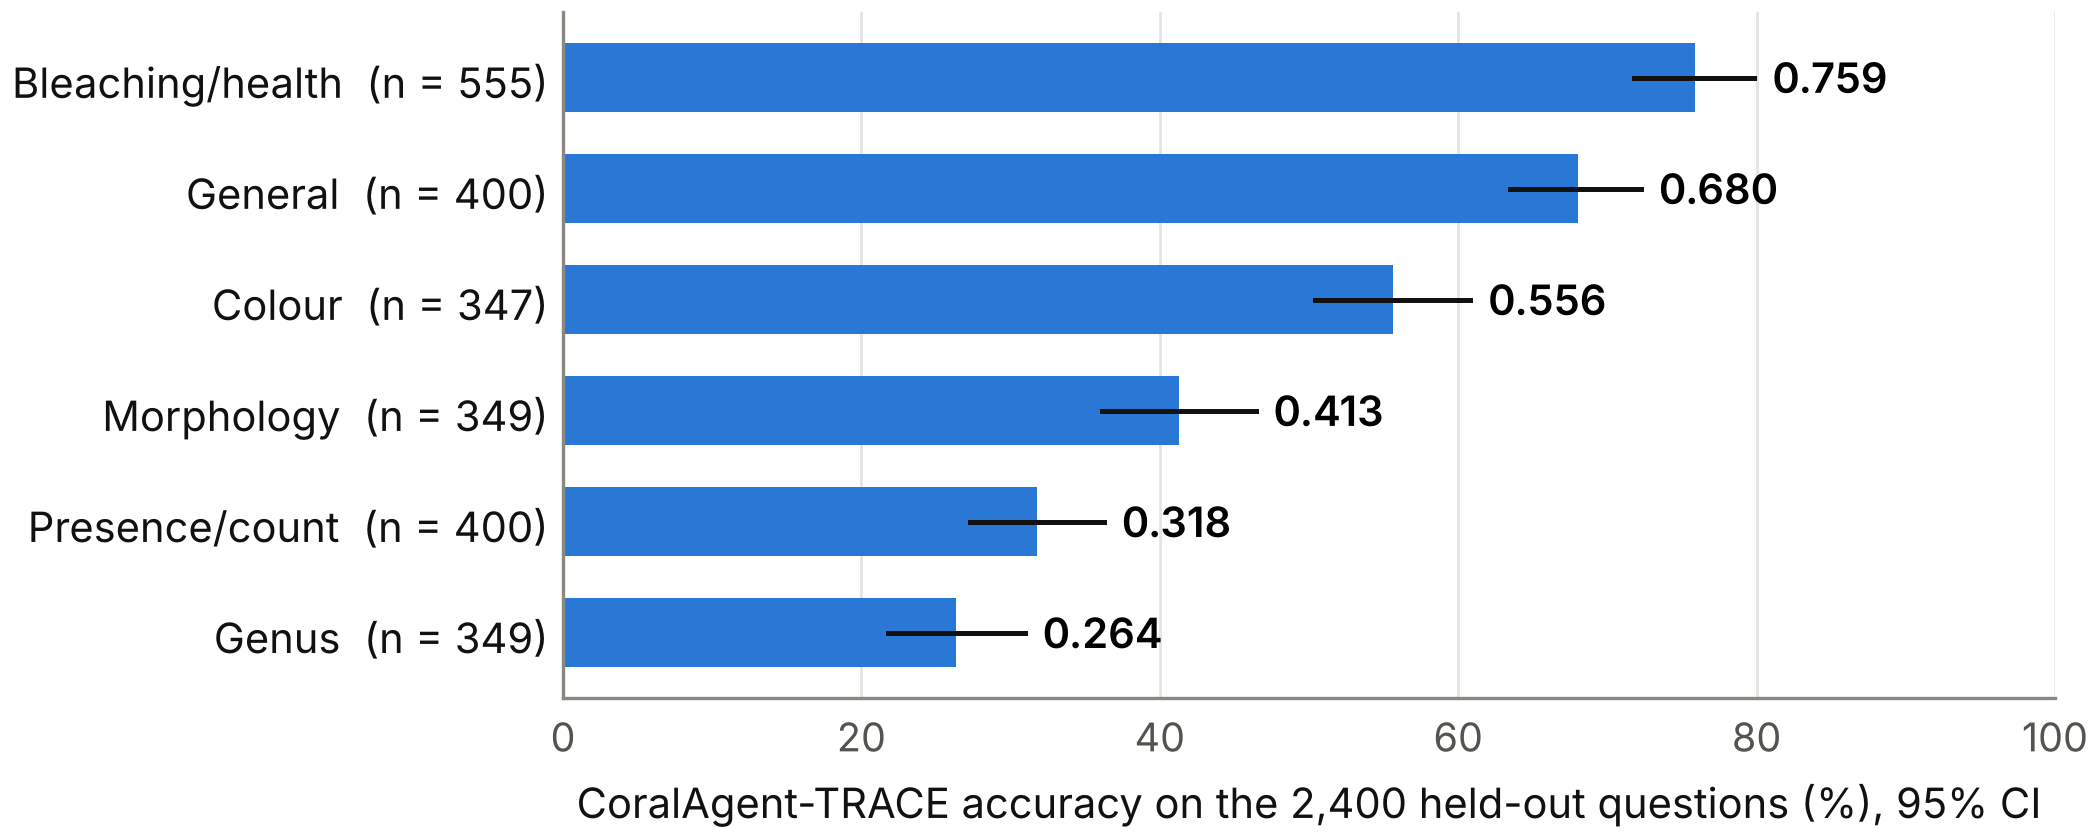 Bleaching/health (n = 555) 0.759
General (n = 400) 0.680
Colour (n = 347) 0.556
Morphology (n = 349) 0.413
Presence/count (n = 400) 0.318
Genus (n = 349) 0.264
0 20 40 60 80 100
CoralAgent-TRACE accuracy on the 2,400 held-out questions (%), 95% CI